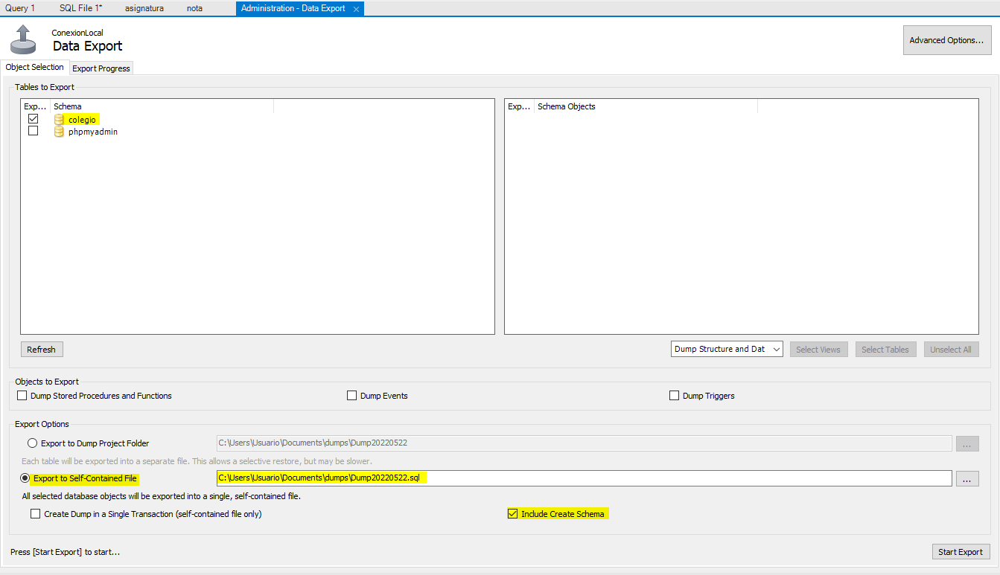 Query 1 SQL File 1* asignatura nota Administration - Data Export
ConexionLocal
Data Export
Advanced Options...
Object Selection Export Progress
Tables to Export
Exp... Schema
colegio
phpmyadmin
Exp... Schema Objects
Refresh
Dump Structure and Dat
Select Views Select Tables Unselect All
Objects to Export
Dump Stored Procedures and Functions Dump Events Dump Triggers
Export Options
Export to Dump Project Folder C:\Users\Usuario\Documents\dumps\Dump20220522 ...
Each table will be exported into a separate file. This allows a selective restore, but may be slower.
Export to Self-Contained File C:\Users\Usuario\Documents\dumps\Dump20220522.sql ...
All selected database objects will be exported into a single, self-contained file.
Create Dump in a Single Transaction (self-contained file only) Include Create Schema
Press [Start Export] to start... Start Export